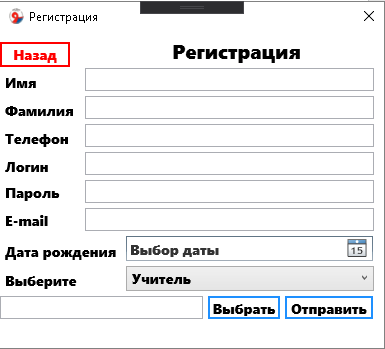 Регистрация
Назад Регистрация
Имя
Фамилия
Телефон
Логин
Пароль
E-mail
Дата рождения Выбор даты 15
Выберите Учитель
Выбрать Отправить